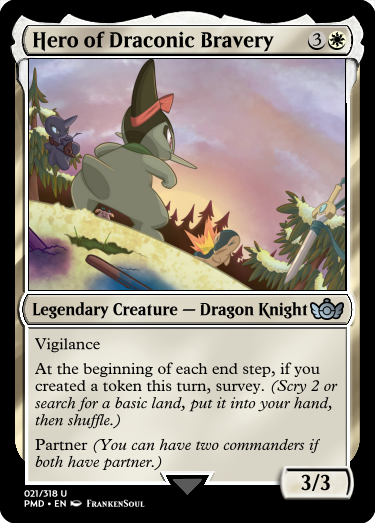 Hero of Draconic Bravery 3
Legendary Creature — Dragon Knight
Vigilance
At the beginning of each end step, if you
created a token this turn, survey. (Scry 2 or
search for a basic land, put it into your hand,
then shuffle.)
Partner (You can have two commanders if
both have partner.)
3/3
021/318 U
PMD • EN FrankenSoul